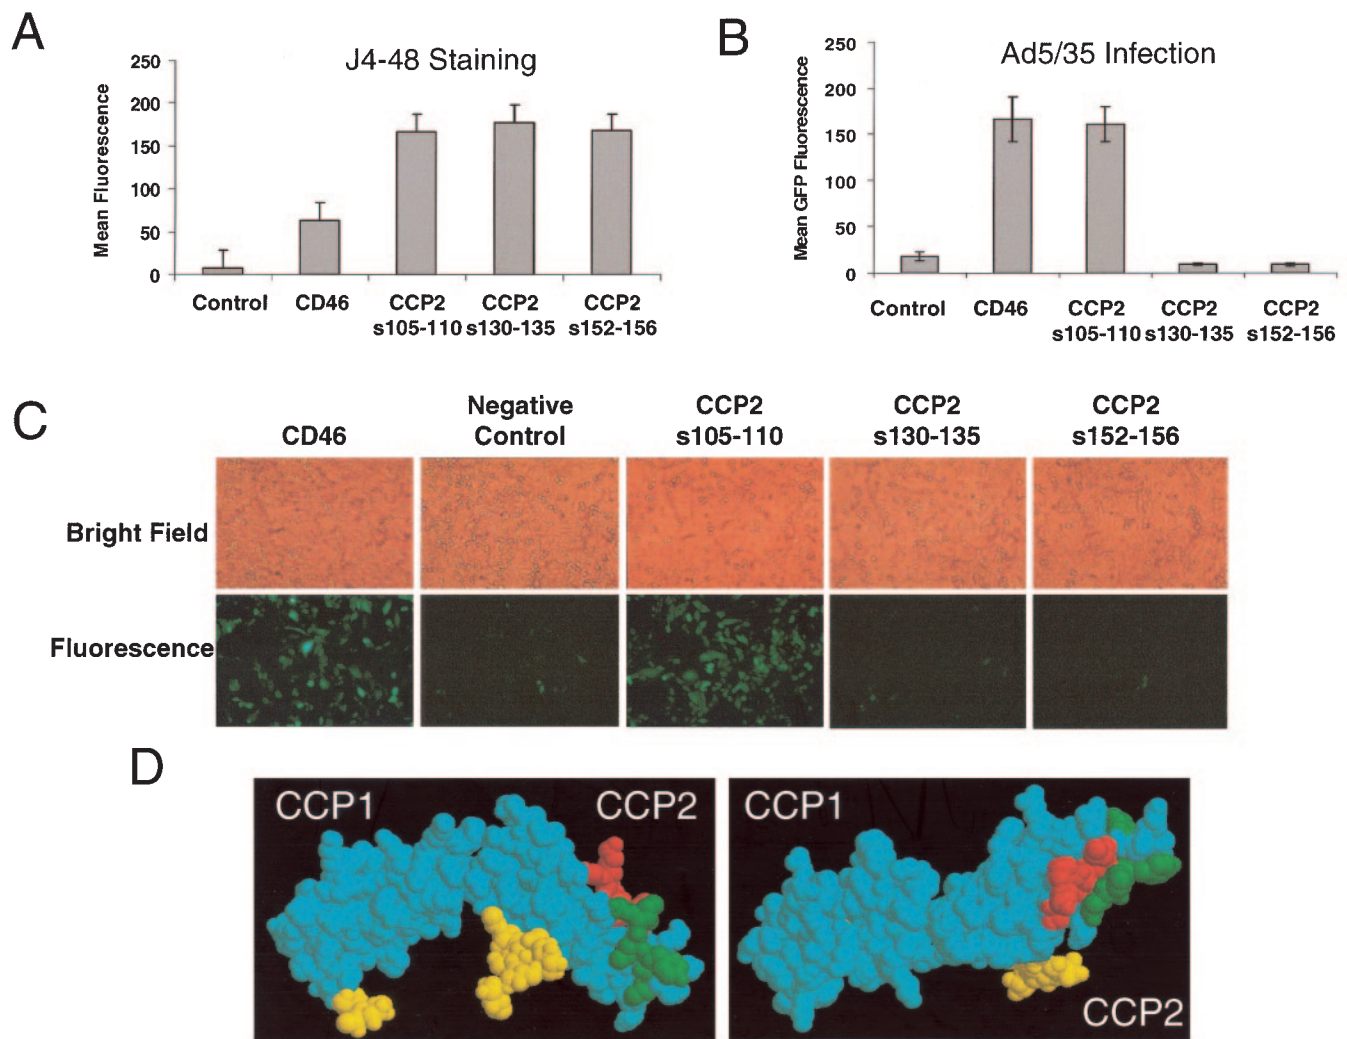 A
J4-48 Staining
Mean Fluorescence
250
200
150
100
50
0
Control
CD46
CCP2
s105-110
CCP2
s130-135
CCP2
s152-156
B
Ad5/35 Infection
Mean GFP Fluorescence
250
200
150
100
50
0
Control
CD46
CCP2
s105-110
CCP2
s130-135
CCP2
s152-156
C
CD46
Negative
Control
CCP2
s105-110
CCP2
s130-135
CCP2
s152-156
Bright Field
Fluorescence
D
CCP1
CCP2
CCP1
CCP2